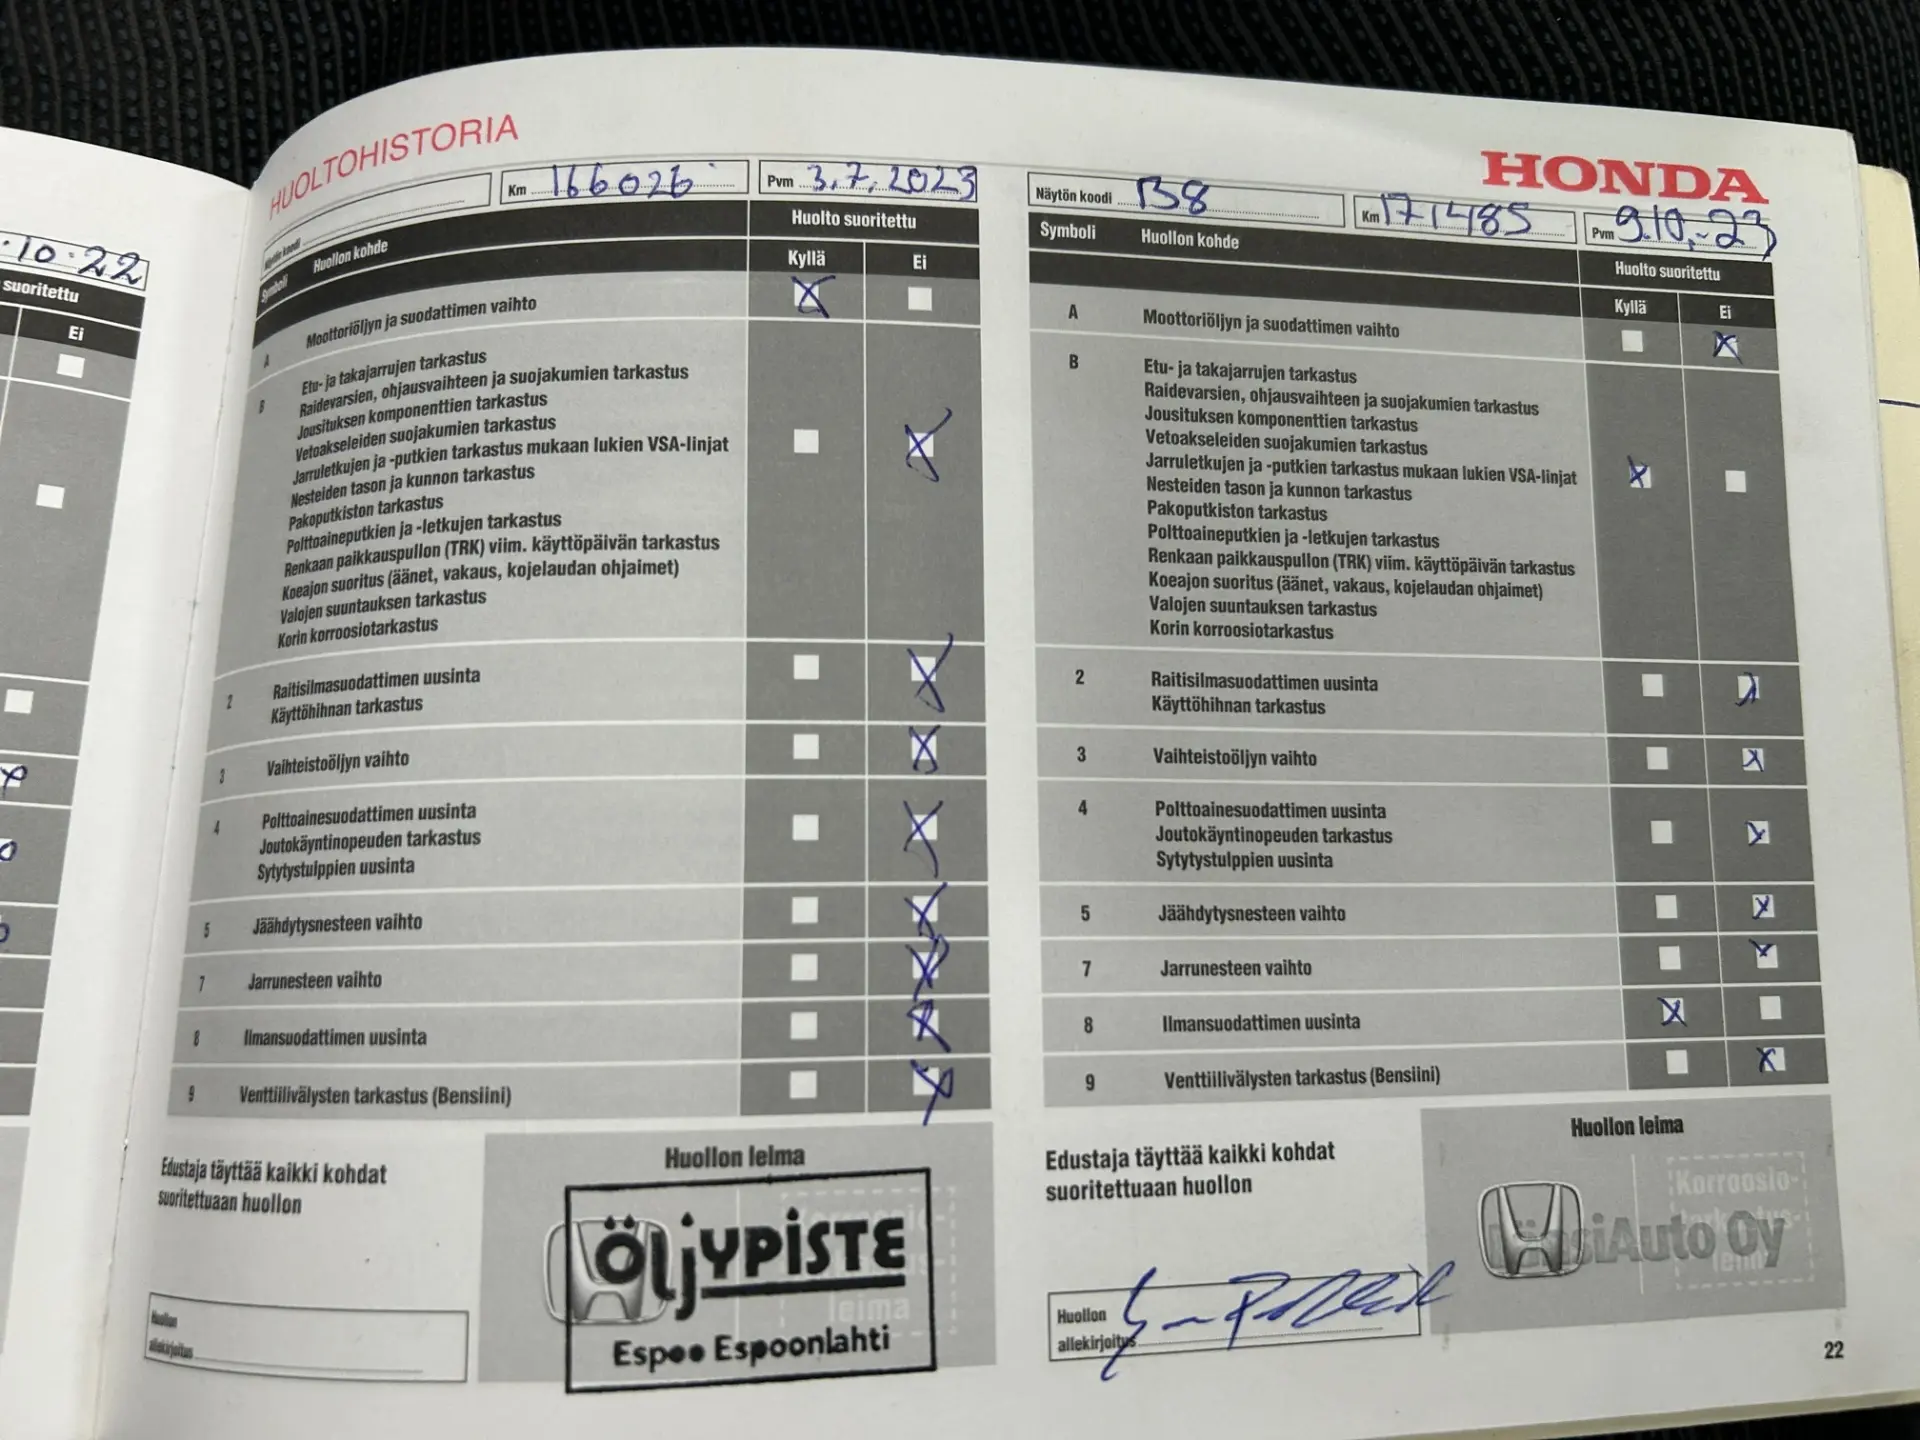 HUOLTOHISTORIA
HONDA
10.22
suoritettu
Ei
Näytön koodi
Km 166026
Pvm 3.7.2023
Symboli Huollon kohde
Huolto suoritettu
Kyllä Ei
A Moottoriöljyn ja suodattimen vaihto
B Etu- ja takajarrujen tarkastus
Raidevarsien, ohjausvaihteen ja suojakumien tarkastus
Jousituksen komponenttien tarkastus
Vetoakseleiden suojakumien tarkastus
Jarruletkujen ja -putkien tarkastus mukaan lukien VSA-linjat
Nesteiden tason ja kunnon tarkastus
Pakoputkiston tarkastus
Polttoaineputkien ja -letkujen tarkastus
Renkaan paikkauspullon (TRK) viim. käyttöpäivän tarkastus
Koeajon suoritus (äänet, vakaus, kojelaudan ohjaimet)
Valojen suuntauksen tarkastus
Korin korroosiotarkastus
2 Raitisilmasuodattimen uusinta
Käyttöhihnan tarkastus
3 Vaihteistoöljyn vaihto
4 Polttoainesuodattimen uusinta
Joutokäyntinopeuden tarkastus
Sytytystulppien uusinta
5 Jäähdytysnesteen vaihto
7 Jarrunesteen vaihto
8 Ilmansuodattimen uusinta
9 Venttiilivälysten tarkastus (Bensiini)
Edustaja täyttää kaikki kohdat
suoritettuaan huollon
Huollon leima
ÖljYPiSTE
Espoo Espoonlahti
leima
Huollon
allekirjoitus
Näytön koodi B8
Km 171485
Pvm 9.10.-23
Symboli Huollon kohde
Huolto suoritettu
Kyllä Ei
A Moottoriöljyn ja suodattimen vaihto
B Etu- ja takajarrujen tarkastus
Raidevarsien, ohjausvaihteen ja suojakumien tarkastus
Jousituksen komponenttien tarkastus
Vetoakseleiden suojakumien tarkastus
Jarruletkujen ja -putkien tarkastus mukaan lukien VSA-linjat
Nesteiden tason ja kunnon tarkastus
Pakoputkiston tarkastus
Polttoaineputkien ja -letkujen tarkastus
Renkaan paikkauspullon (TRK) viim. käyttöpäivän tarkastus
Koeajon suoritus (äänet, vakaus, kojelaudan ohjaimet)
Valojen suuntauksen tarkastus
Korin korroosiotarkastus
2 Raitisilmasuodattimen uusinta
Käyttöhihnan tarkastus
3 Vaihteistoöljyn vaihto
4 Polttoainesuodattimen uusinta
Joutokäyntinopeuden tarkastus
Sytytystulppien uusinta
5 Jäähdytysnesteen vaihto
7 Jarrunesteen vaihto
8 Ilmansuodattimen uusinta
9 Venttiilivälysten tarkastus (Bensiini)
Edustaja täyttää kaikki kohdat
suoritettuaan huollon
Huollon leima
Korroosio-
tarkastus-
leima
Oy
Huollon
allekirjoitus
22